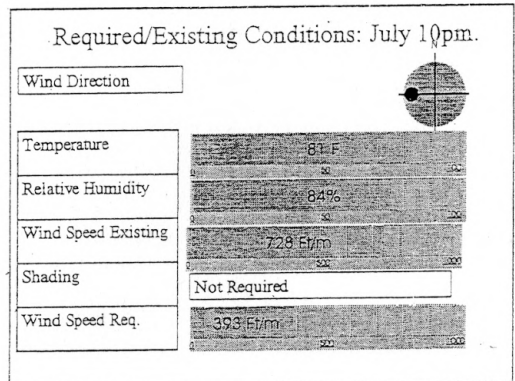 Required/Existing Conditions: July 10pm.
N
Wind Direction
Temperature
81 F
0 50 100
Relative Humidity
84%
0 50 100
Wind Speed Existing
728 Ft/m
0 500
Shading
Not Required
Wind Speed Req.
393 Ft/m
0 500 1000